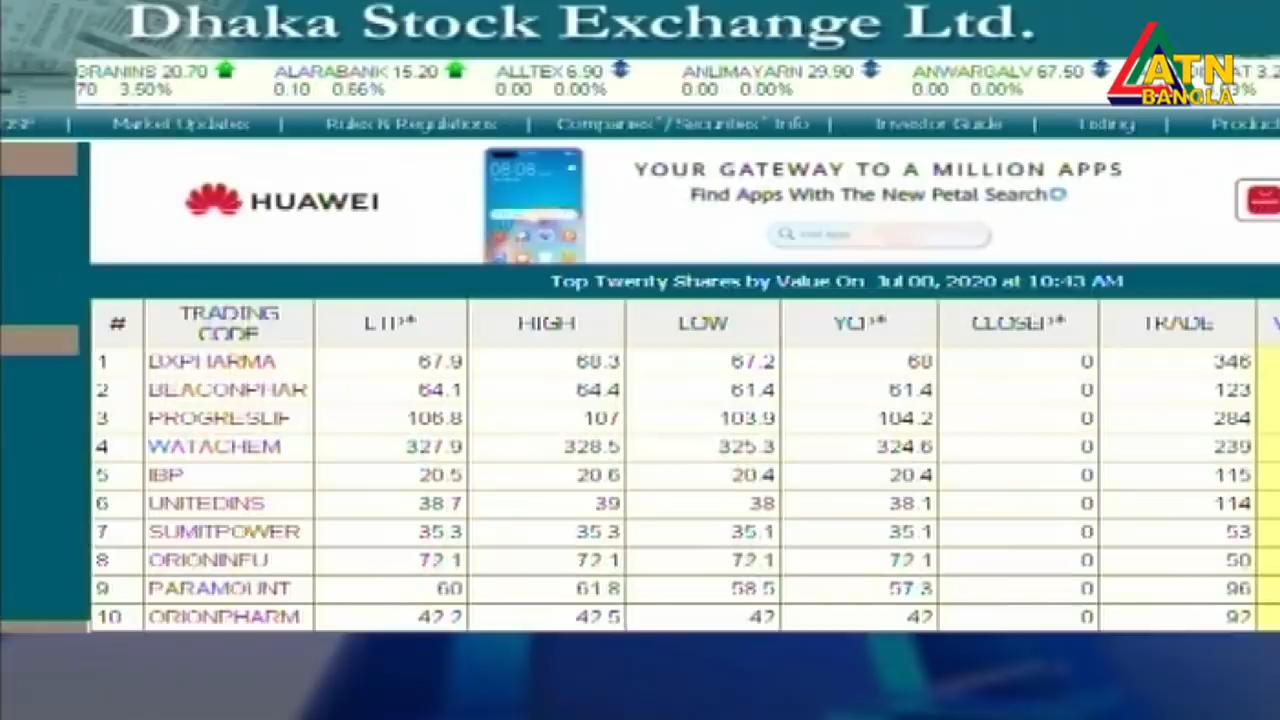 Dhaka Stock Exchange Ltd.
GRANINS 20.70 ALARABANK 15.20 ALLTEX 6.90 ANLIMAYARN 29.90 ANWARGALV 67.50
70 3.50% 0.10 0.66% 0.00 0.00% 0.00 0.00% 0.00 0.00%
ATN
BANGLA
Market Updates | Rules & Regulations | Companies'/Securities' Info | Investor Guide | Listing |
HUAWEI
YOUR GATEWAY TO A MILLION APPS
Find Apps With The New Petal Search
Top Twenty Shares by Value On Jul 2020 at 10:43 AM
# TRADING CODE LTP* HIGH LOW YCP* CLOSEP* TRADE
1 BXPHARMA 67.9 68.3 67.2 68 0 346
2 BEACONPHAR 64.1 64.4 61.4 61.4 0 123
3 PROGRESLIF 106.8 107 103.9 104.2 0 284
4 WATACHEM 327.9 328.5 325.3 324.6 0 239
5 IBP 20.5 20.6 20.4 20.4 0 115
6 UNITEDINS 38.7 39 38 38.1 0 114
7 SUMITPOWER 35.3 35.3 35.1 35.1 0 53
8 ORIONINFU 72.1 72.1 72.1 72.1 0 50
9 PARAMOUNT 60 61.8 58.5 57.3 0 96
10 ORIONPHARM 42.2 42.5 42 42 0 92